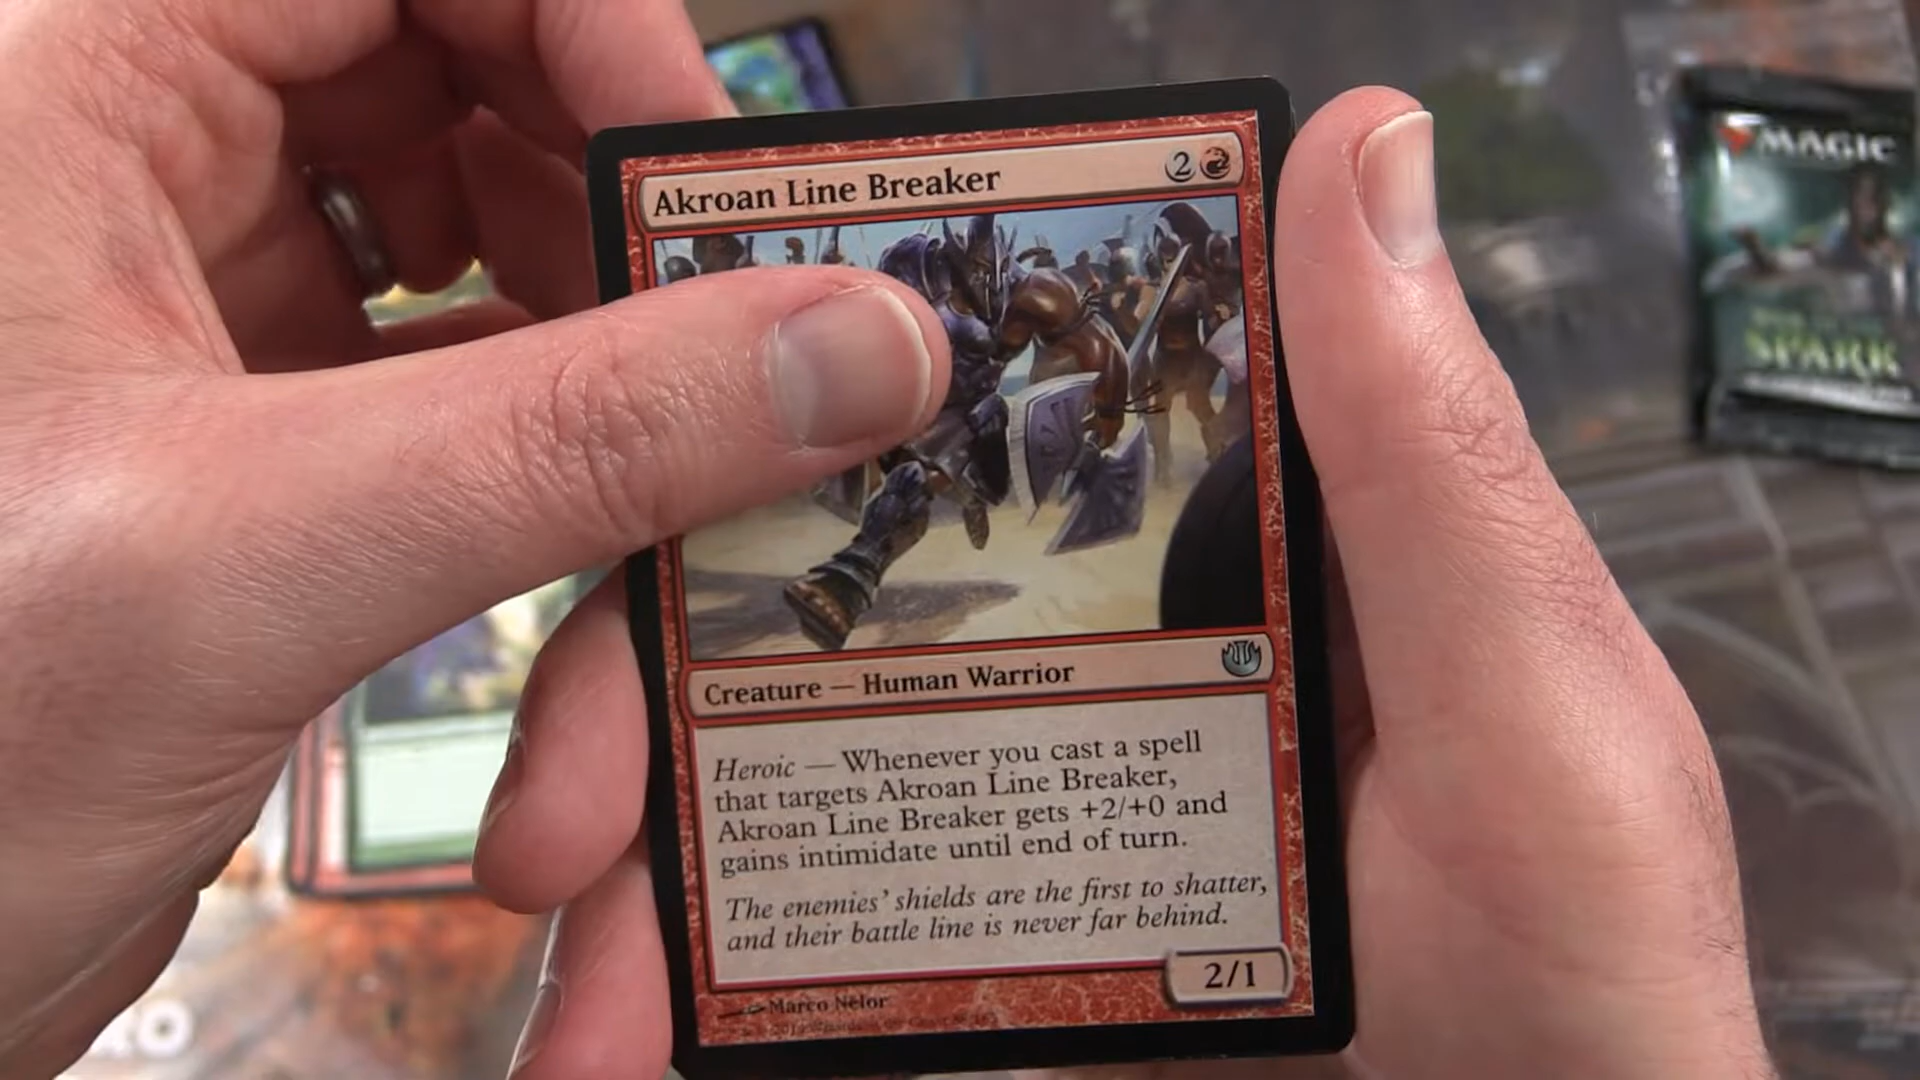 Akroan Line Breaker 2
MAGIC
SPARK
Creature — Human Warrior
Heroic — Whenever you cast a spell
that targets Akroan Line Breaker,
Akroan Line Breaker gets +2/+0 and
gains intimidate until end of turn.
The enemies' shields are the first to shatter,
and their battle line is never far behind.
2/1
Marco Nelor